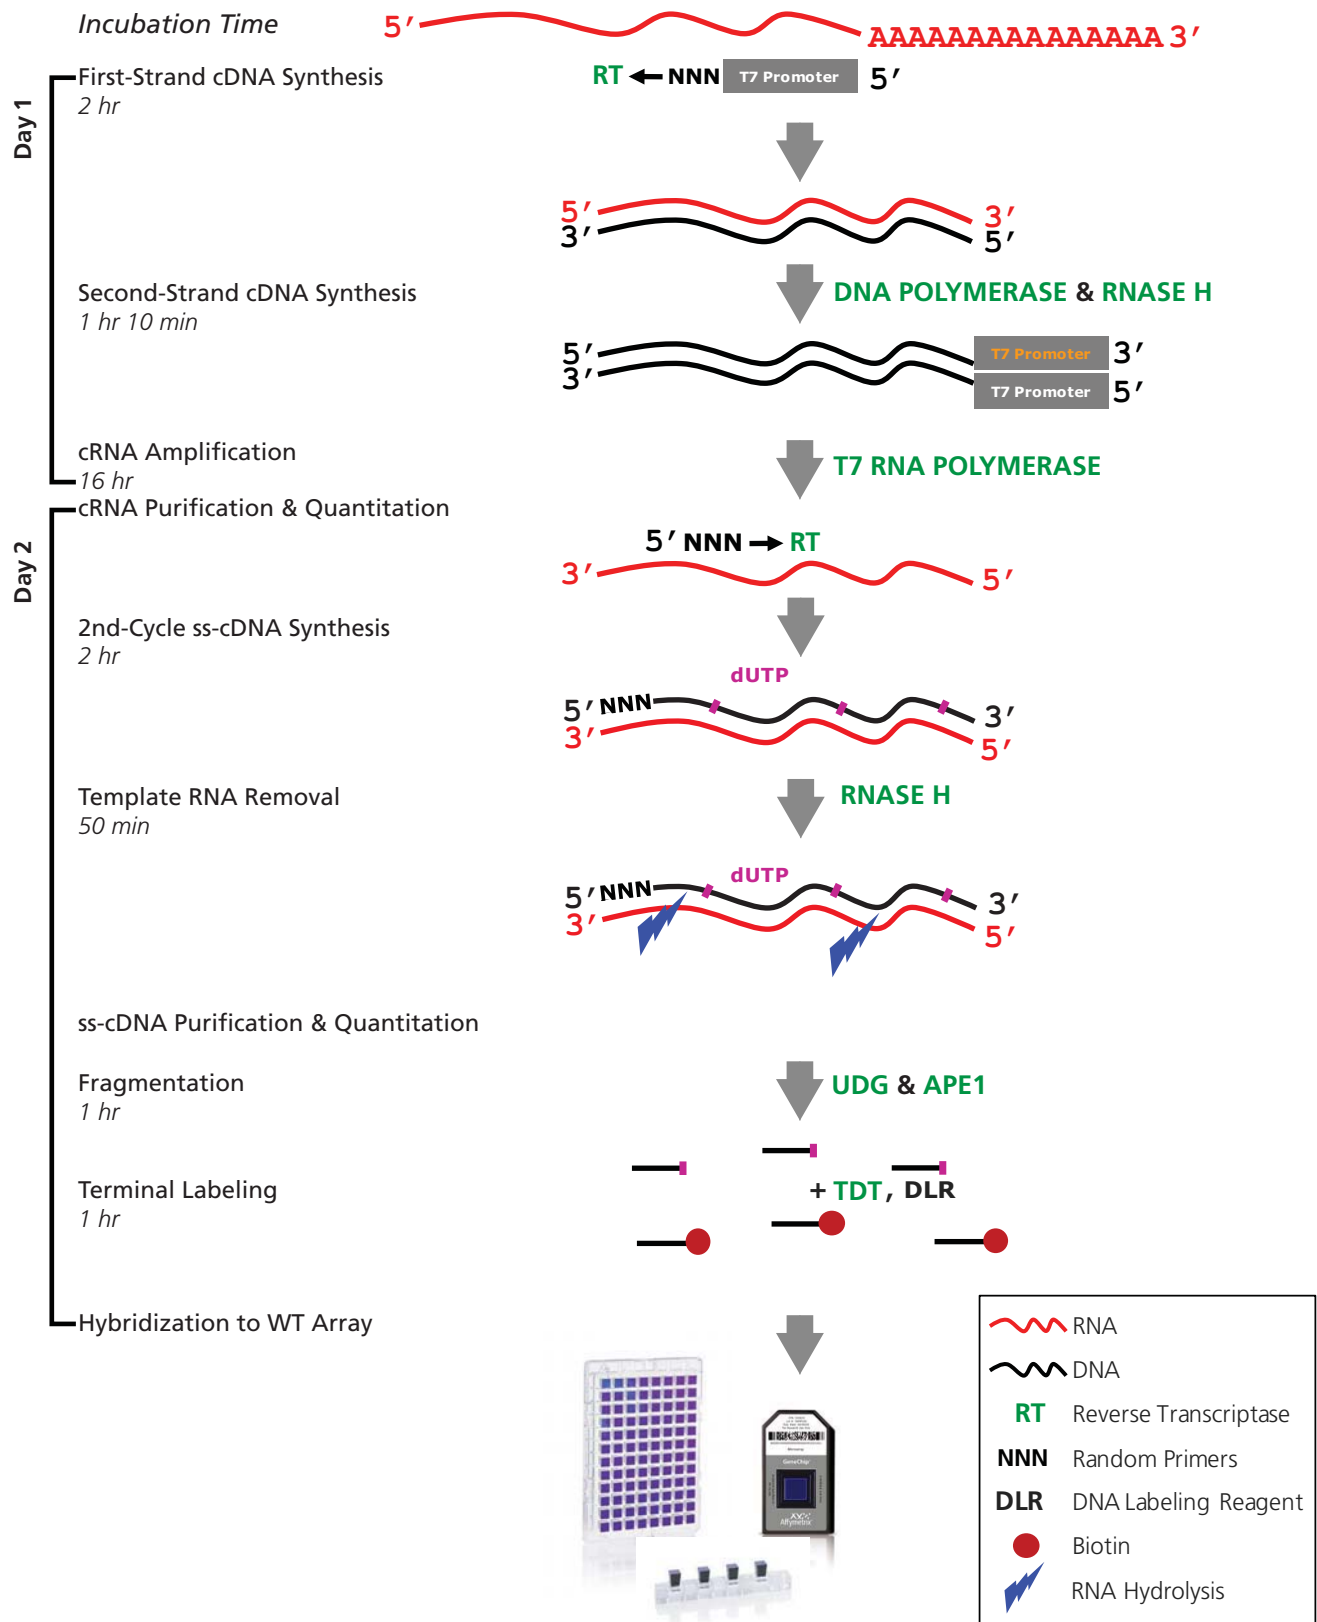 Incubation Time
5′ AAAAAAAAAAAAAAA 3′
Day 1
First-Strand cDNA Synthesis
2 hr
RT NNN T7 Promoter 5′
5′ 3′
3′ 5′
Second-Strand cDNA Synthesis
1 hr 10 min
DNA POLYMERASE & RNASE H
5′ T7 Promoter 3′
3′ T7 Promoter 5′
cRNA Amplification
16 hr
T7 RNA POLYMERASE
Day 2
cRNA Purification & Quantitation
5′ NNN RT
3′ 5′
2nd-Cycle ss-cDNA Synthesis
2 hr
dUTP
5′ NNN 3′
3′ 5′
Template RNA Removal
50 min
RNASE H
dUTP
5′ NNN 3′
3′ 5′
ss-cDNA Purification & Quantitation
Fragmentation
1 hr
UDG & APE1
Terminal Labeling
1 hr
+ TDT, DLR
Hybridization to WT Array
GeneChip
Affymetrix
RNA
DNA
RT Reverse Transcriptase
NNN Random Primers
DLR DNA Labeling Reagent
Biotin
RNA Hydrolysis